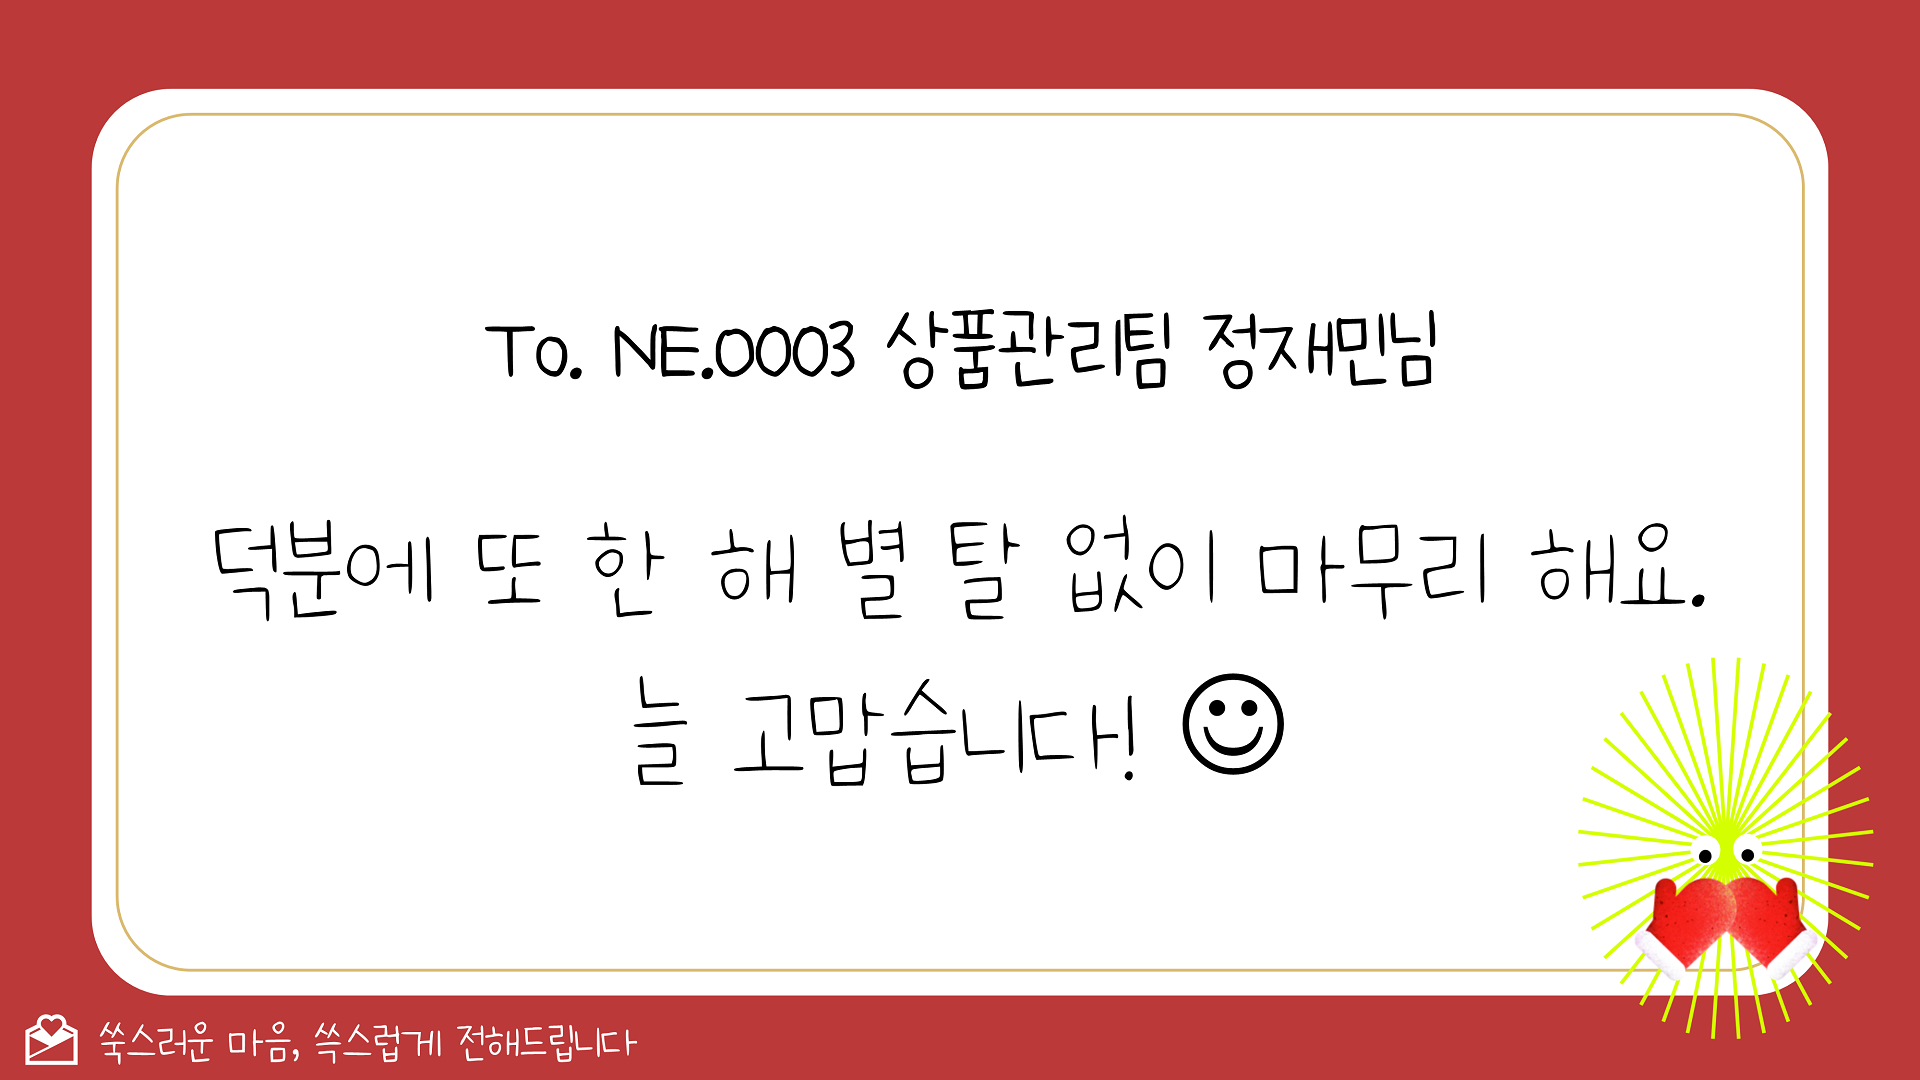 To. NE.0003 상품관리팀 정재민님
덕분에 또 한 해 별 탈 없이 마무리 해요.
늘 고맙습니다! ☺
쑥스러운 마음, 쓱스럽게 전해드립니다